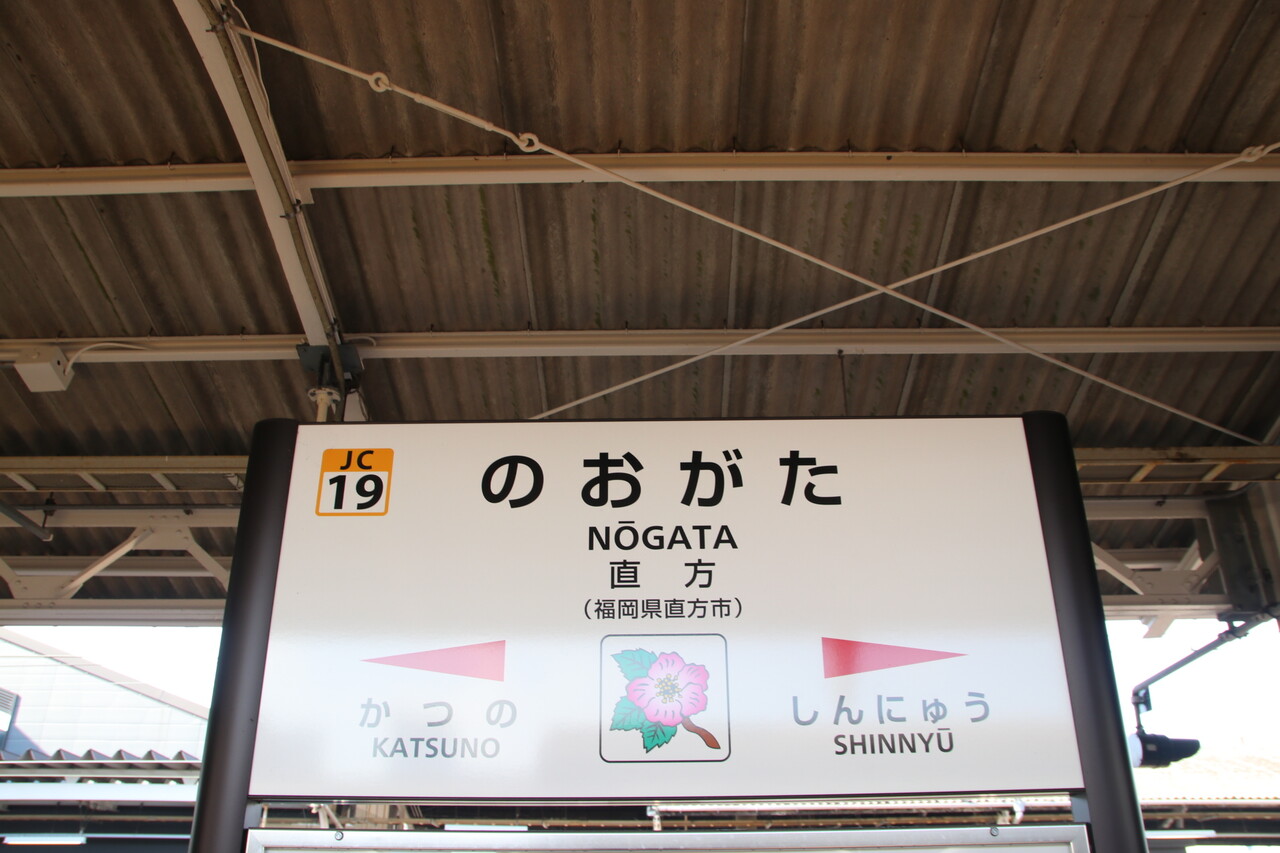 JC
19
のおがた
NŌGATA
直方
(福岡県直方市)
かつの
KATSUNO
しんにゅう
SHINNYŪ